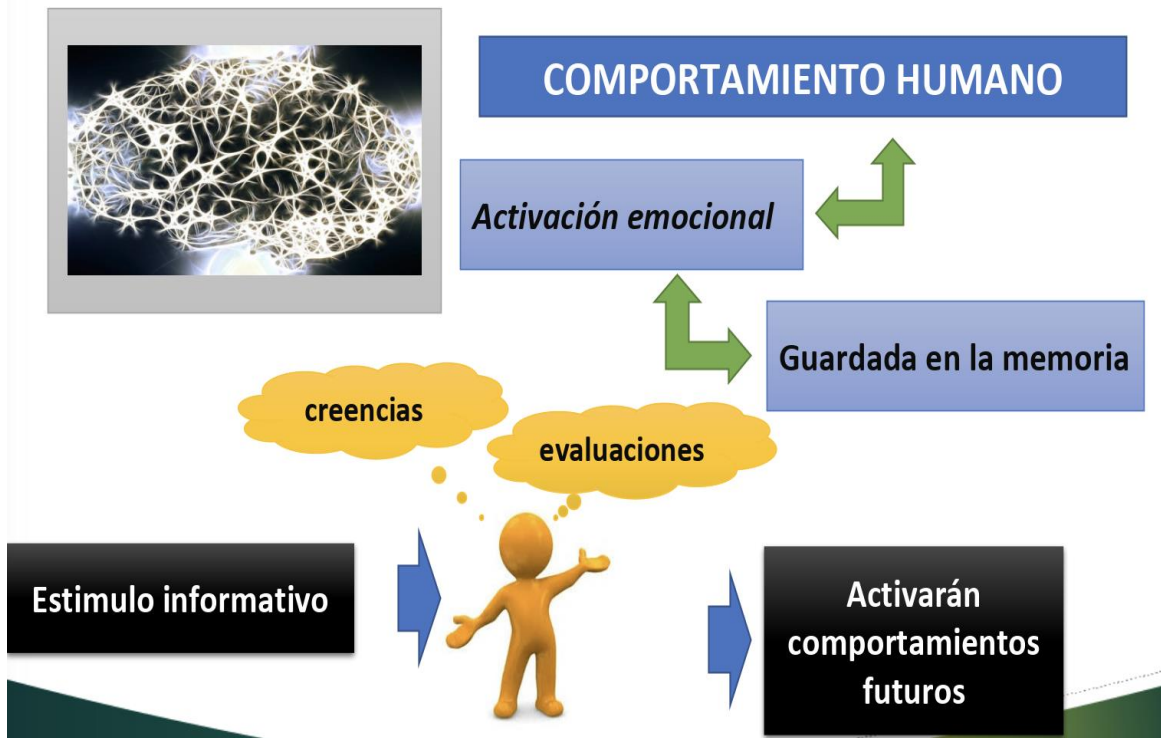 COMPORTAMIENTO HUMANO
Activación emocional
Guardada en la memoria
creencias
evaluaciones
Estimulo informativo
Activarán
comportamientos
futuros